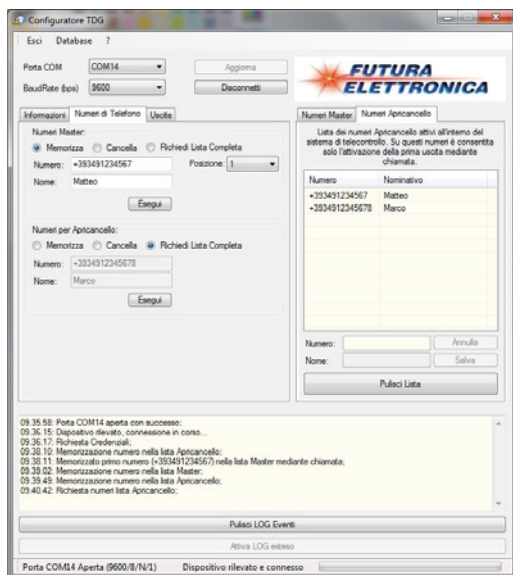 Configuratore TDG
Esci Database ?
Porta COM COM14 Aggiorna
BaudRate (bps) 9600 Disconnetti
FUTURA
ELETTRONICA
Informazioni Numeri di Telefono Uscite
Numeri Master:
Memorizza Cancella Richiedi Lista Completa
Numero: +393491234567 Posizione: 1
Nome: Matteo
Esegui
Numeri per Apricancello:
Memorizza Cancella Richiedi Lista Completa
Numero: +3934912345678
Nome: Marco
Esegui
Numeri Master Numeri Apricancello
Lista dei numeri Apricancello attivi all'interno del
sistema di telecontrollo. Su questi numeri è consentita
solo l'attivazione della prima uscita mediante
chiamata.
Numero Nominativo
+393491234567 Matteo
+3934912345678 Marco
Numero: Annulla
Nome: Salva
Pulisci Lista
09.35.58: Porta COM14 aperta con successo;
09.36.15: Dispositivo rilevato, connessione in corso...
09.36.17: Richiesta Credenziali;
09.38.10: Memorizzazione numero nella lista Apricancello;
09.38.11: Memorizzato primo numero (+393491234567) nella lista Master mediante chiamata;
09.39.02: Memorizzazione numero nella lista Master;
09.39.49: Memorizzazione numero nella lista Apricancello;
09.40.42: Richiesta numeri lista Apricancello;
Pulisci LOG Eventi
Attiva LOG esteso
Porta COM14 Aperta (9600/8/N/1) Dispositivo rilevato e connesso